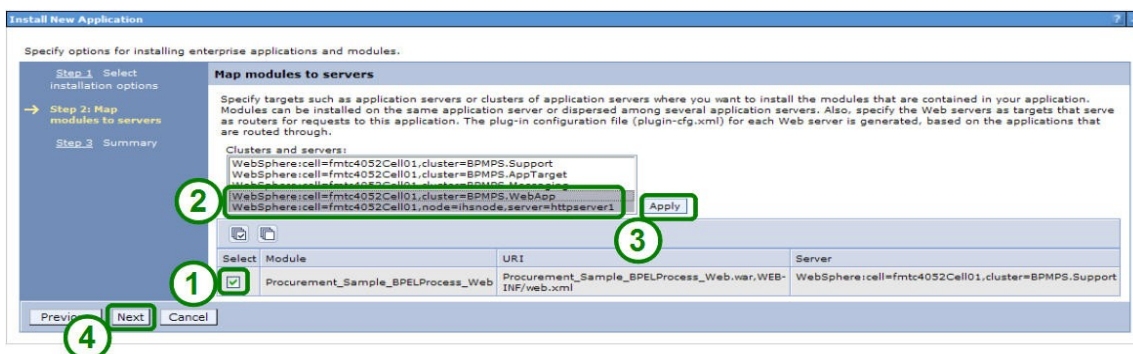 Install New Application
?
Specify options for installing enterprise applications and modules.
Step 1 Select
installation options
Step 2: Map
modules to servers
Step 3 Summary
Map modules to servers
Specify targets such as application servers or clusters of application servers where you want to install the modules that are contained in your application.
Modules can be installed on the same application server or dispersed among several application servers. Also, specify the Web servers as targets that serve
as routers for requests to this application. The plug-in configuration file (plugin-cfg.xml) for each Web server is generated, based on the applications that
are routed through.
Clusters and servers:
WebSphere:cell=fmtc4052Cell01,cluster=BPMPS.Support
WebSphere:cell=fmtc4052Cell01,cluster=BPMPS.AppTarget
WebSphere:cell=fmtc4052Cell01,cluster=BPMPS.Messaging
WebSphere:cell=fmtc4052Cell01,cluster=BPMPS.WebApp
WebSphere:cell=fmtc4052Cell01,node=ihsnode,server=httpserver1
2
Apply
3
Select Module URI Server
1
Procurement_Sample_BPELProcess_Web
Procurement_Sample_BPELProcess_Web.war,WEB-
INF/web.xml
WebSphere:cell=fmtc4052Cell01,cluster=BPMPS.Support
Next Cancel
4